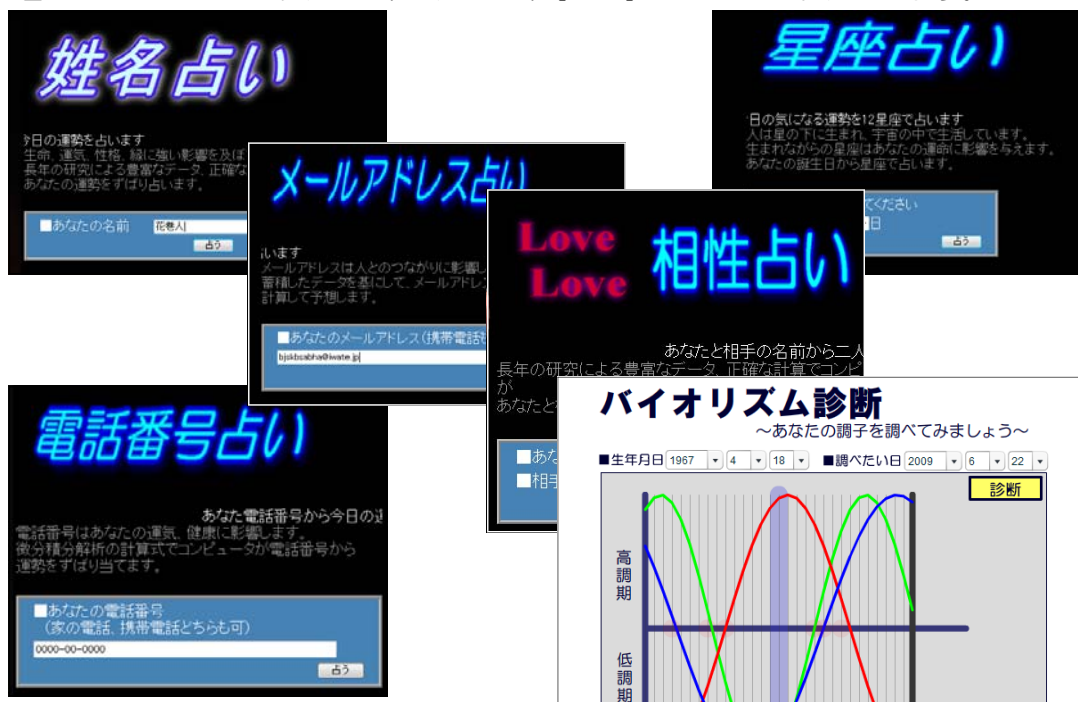 姓名占い
今日の運勢を占います
生命、運気、性格、縁に強い影響を及ぼ
長年の研究による豊富なデータ、正確な
あなたの運勢をずばり占います。
■あなたの名前 花巻人
占う
星座占い
日の気になる運勢を12星座で占います
人は星の下に生まれ、宇宙の中で生活しています。
生まれながらの星座はあなたの運命に影響を与えます。
あなたの誕生日から星座で占います。
てください
日
占う
メールアドレス占い
います
メールアドレスは人とのつながりに影響し
蓄積したデータを基にして、メールアドレ
計算して予想します。
■あなたのメールアドレス(携帯電話も
bjskbsabha@iwate.jp
Love
Love
相性占い
あなたと相手の名前から二人
長年の研究による豊富なデータ、正確な計算でコンピ
が
あなたと
■あな
■相手
電話番号占い
あなた電話番号から今日の運
電話番号はあなたの運気、健康に影響します。
微分積分解析の計算式でコンピュータが電話番号から
運勢をずばり当てます。
■あなたの電話番号
(家の電話、携帯電話どちらも可)
0000-00-0000
占う
バイオリズム診断
～あなたの調子を調べてみましょう～
■生年月日 1967 4 18 ■調べたい日 2009 6 22
診断
高調期
低調期